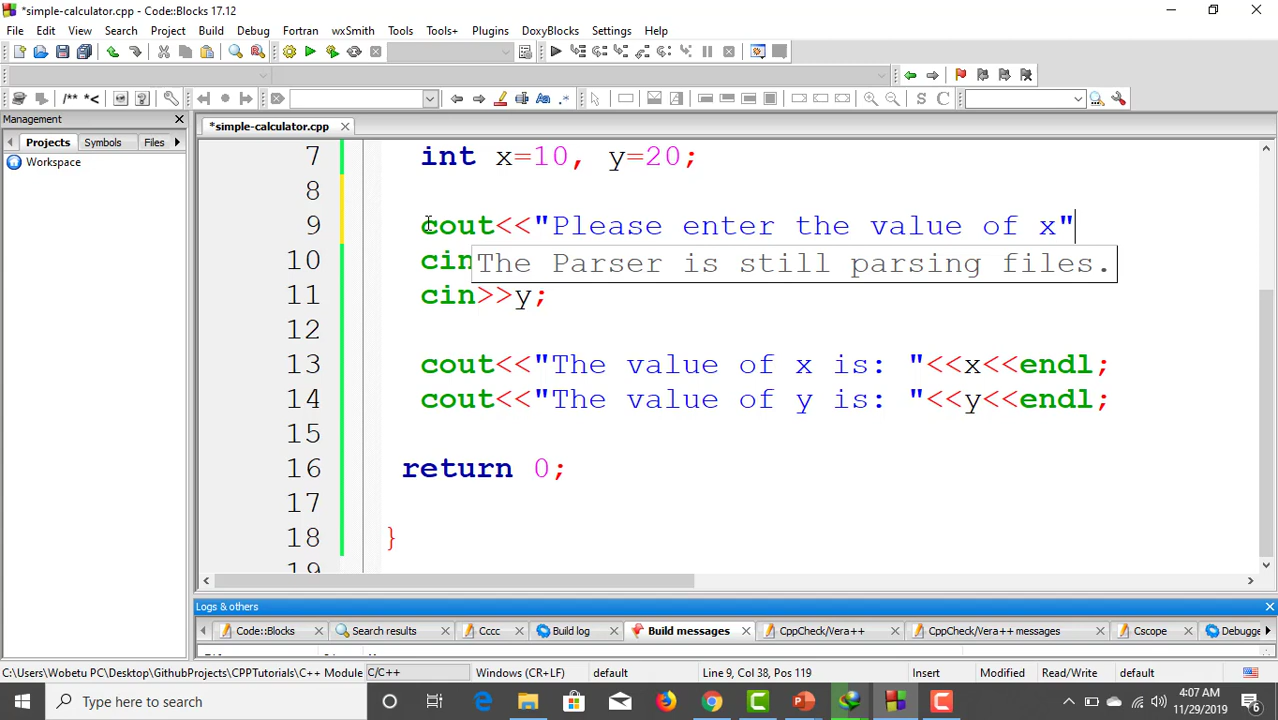 *simple-calculator.cpp - Code::Blocks 17.12
File Edit View Search Project Build Debug Fortran wxSmith Tools Tools+ Plugins DoxyBlocks Settings Help
/** *<
S C
Management
Projects Symbols Files
Workspace
*simple-calculator.cpp
7 int x=10, y=20;
8
9 cout<<"Please enter the value of x"
10 cin
The Parser is still parsing files.
11 cin>>y;
12
13 cout<<"The value of x is: "<<x<<endl;
14 cout<<"The value of y is: "<<y<<endl;
15
16 return 0;
17
18 }
19
Logs & others
Code::Blocks Search results Cccc Build log Build messages CppCheck/Vera++ CppCheck/Vera++ messages Cscope Debugge
C:\Users\Wobetu PC\Desktop\GithubProjects\CPPTutorials\C++ Module C/C++ Windows (CR+LF) default Line 9, Col 38, Pos 119 Insert Modified Read/Write default
Type here to search
4:07 AM
11/29/2019
6